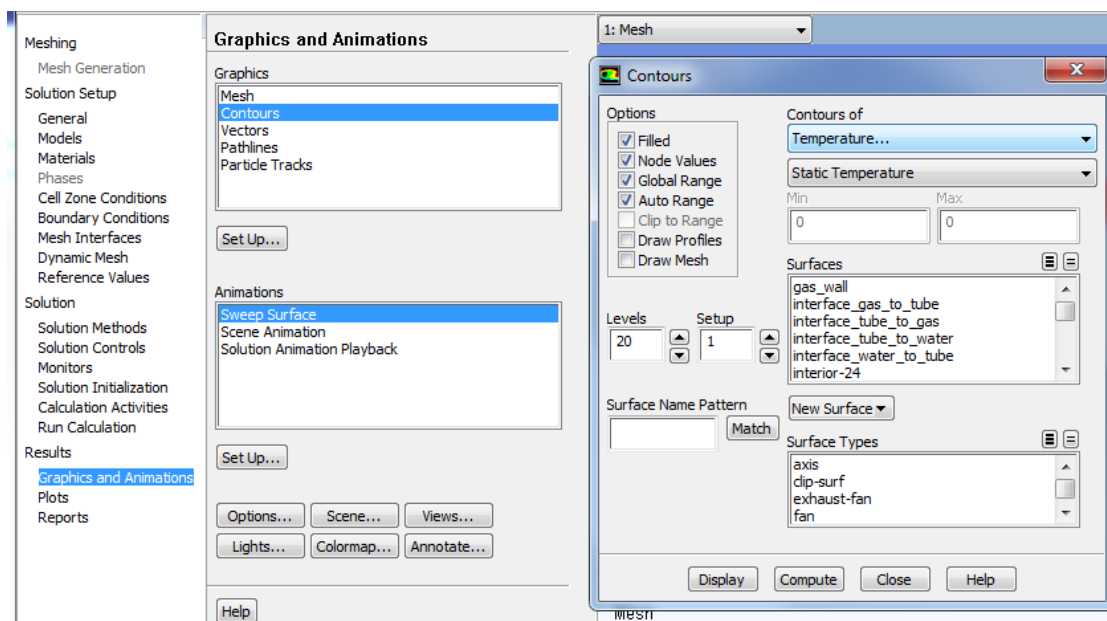 Meshing
Mesh Generation
Solution Setup
General
Models
Materials
Phases
Cell Zone Conditions
Boundary Conditions
Mesh Interfaces
Dynamic Mesh
Reference Values
Solution
Solution Methods
Solution Controls
Monitors
Solution Initialization
Calculation Activities
Run Calculation
Results
Graphics and Animations
Plots
Reports
Graphics and Animations
Graphics
Mesh
Contours
Vectors
Pathlines
Particle Tracks
Set Up...
Animations
Sweep Surface
Scene Animation
Solution Animation Playback
Set Up...
Options... Scene... Views...
Lights... Colormap... Annotate...
Help
1: Mesh
Contours
Options
Filled
Node Values
Global Range
Auto Range
Clip to Range
Draw Profiles
Draw Mesh
Levels Setup
20 1
Surface Name Pattern
Match
Contours of
Temperature...
Static Temperature
Min Max
0 0
Surfaces
gas_wall
interface_gas_to_tube
interface_tube_to_gas
interface_tube_to_water
interface_water_to_tube
interior-24
New Surface
Surface Types
axis
clip-surf
exhaust-fan
fan
Display Compute Close Help
Mesh